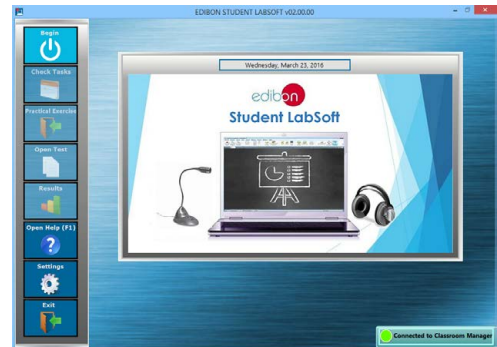 EDIBON STUDENT LABSOFT v02.00.00
Begin
Check Tasks
Practical Exercise
Open Text
Results
Open Help (F1)
Settings
Exit
Wednesday, March 23, 2016
edibon
Student LabSoft
Connected to Classroom Manager